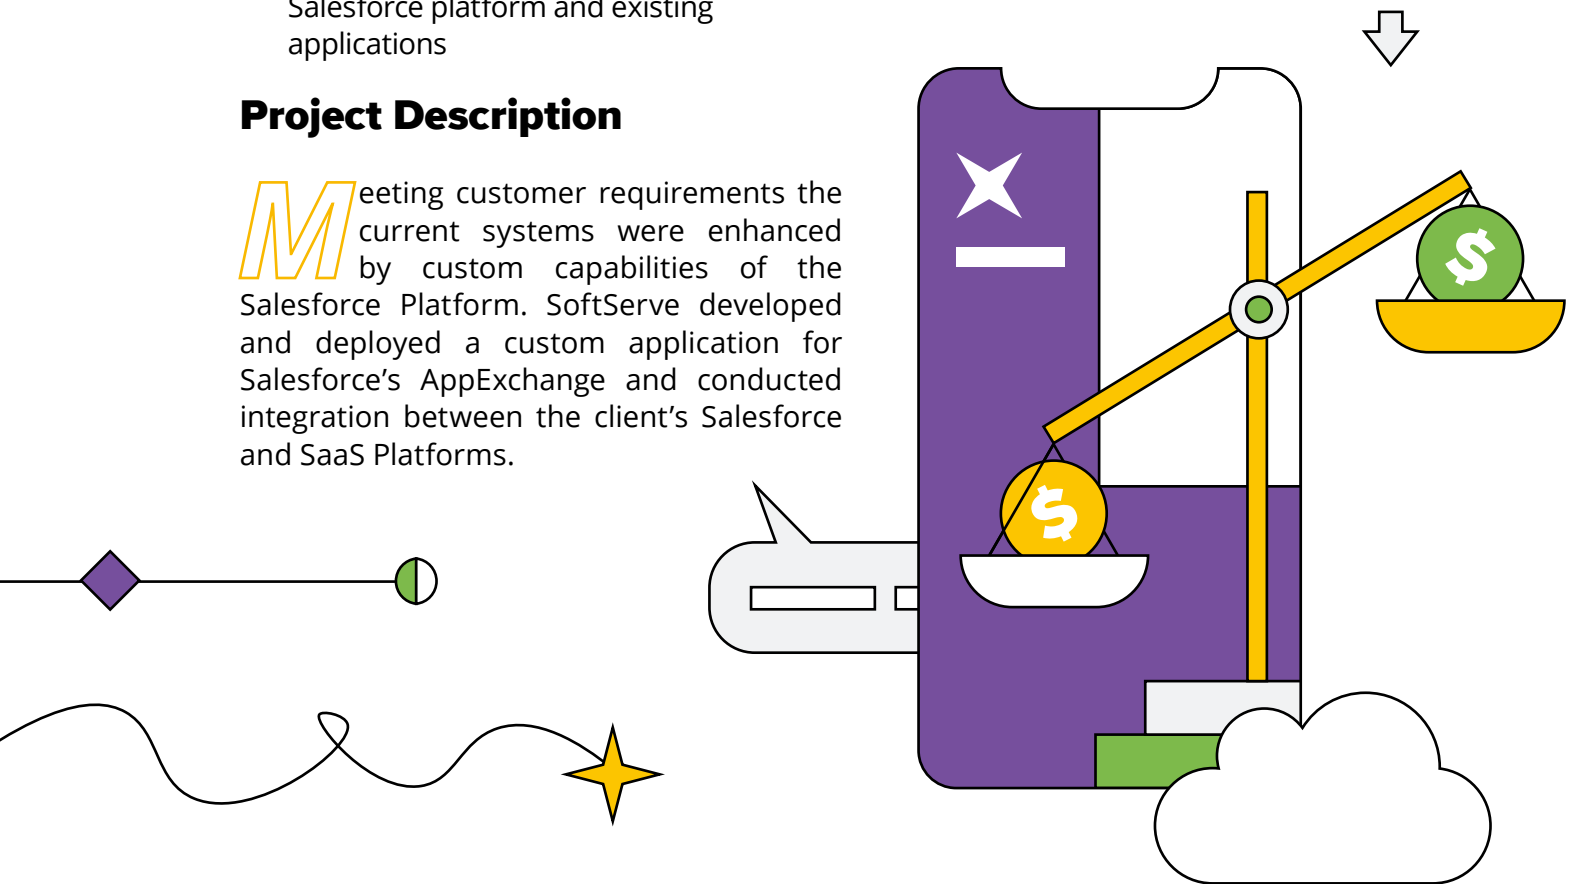 Salesforce platform and existing
applications
Project Description
Meeting customer requirements the
current systems were enhanced
by custom capabilities of the
Salesforce Platform. SoftServe developed
and deployed a custom application for
Salesforce’s AppExchange and conducted
integration between the client’s Salesforce
and SaaS Platforms.
$
$